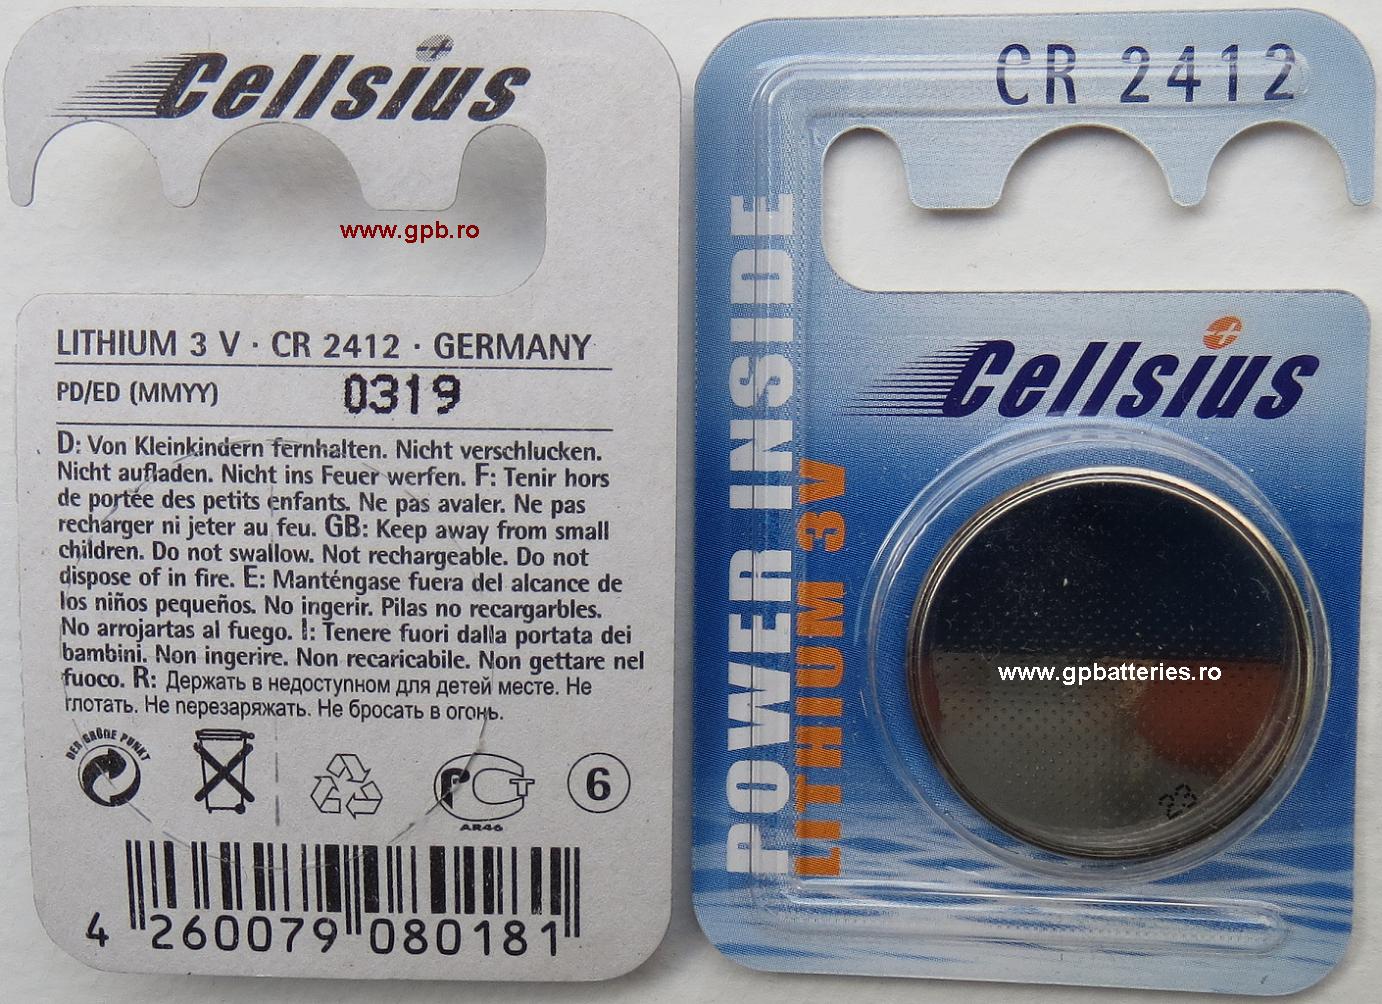 Cellsius
www.gpb.ro
LITHIUM 3 V · CR 2412 · GERMANY
PD/ED (MMYY) 0319
D: Von Kleinkindern fernhalten. Nicht verschlucken.
Nicht aufladen. Nicht ins Feuer werfen. F: Tenir hors
de portée des petits enfants. Ne pas avaler. Ne pas
recharger ni jeter au feu. GB: Keep away from small
children. Do not swallow. Not rechargeable. Do not
dispose of in fire. E: Manténgase fuera del alcance de
los niños pequeños. No ingerir. Pilas no recargarbles.
No arrojartas al fuego. I: Tenere fuori dalla portata dei
bambini. Non ingerire. Non recaricabile. Non gettare nel
fuoco. R: Держать в недоступном для детей месте. Не
глотать. Не перезаряжать. Не бросать в огонь.
DER GRÜNE PUNKT
РСТ
АЯ46
6
4 260079 080181
CR 2412
POWER INSIDE
LITHIUM 3V
Cellsius
www.gpbatteries.ro
23